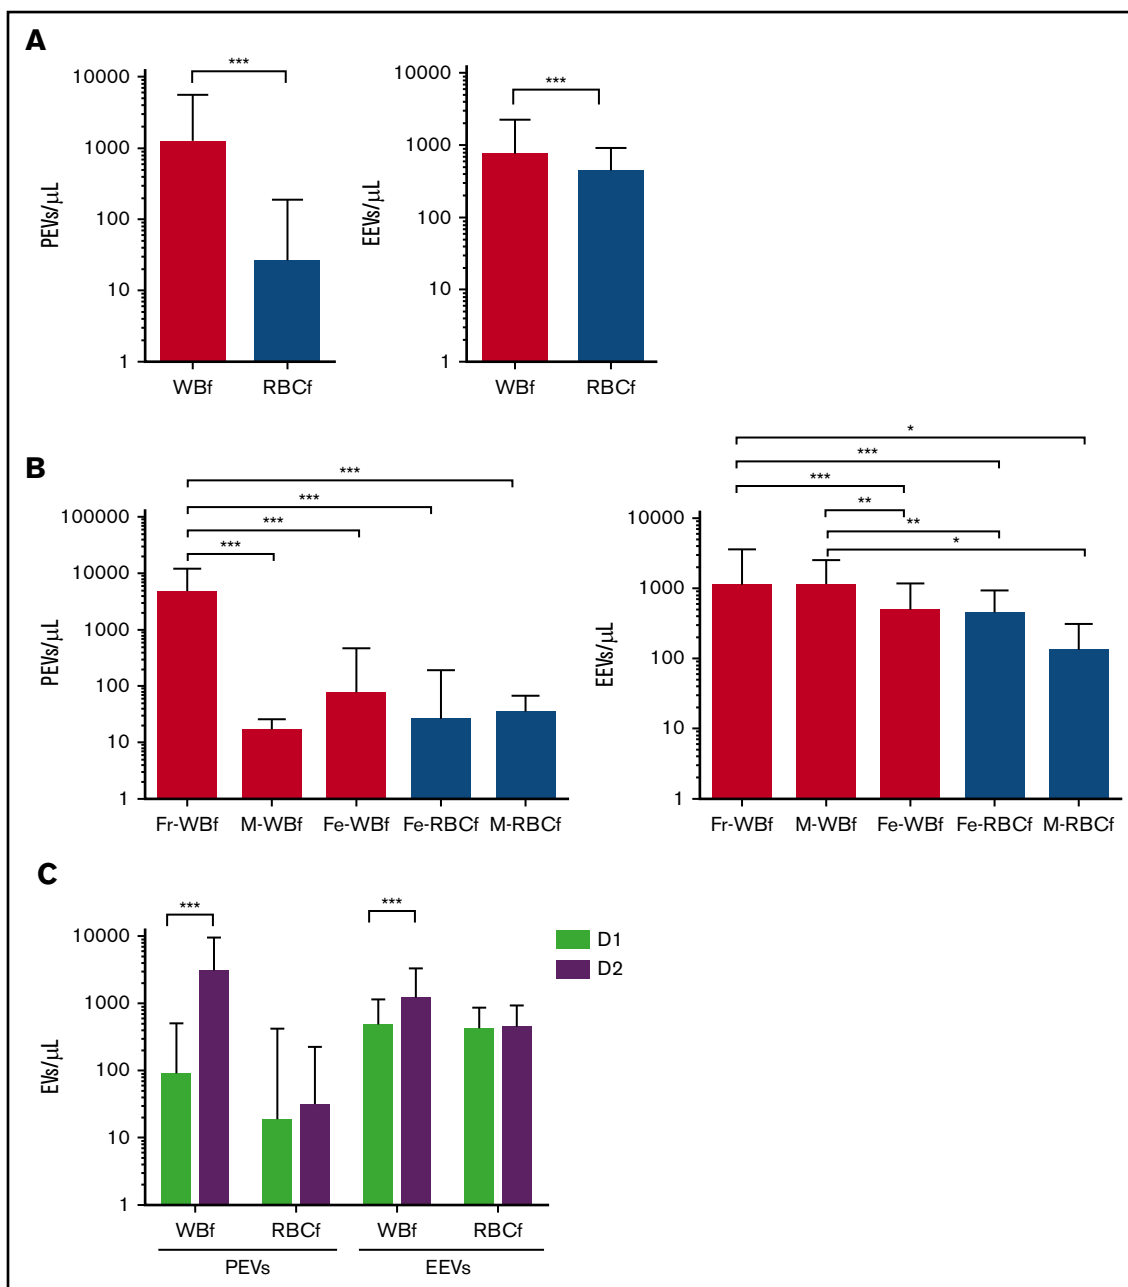 A
PEVs/μL
10000
1000
100
10
1
***
WBf RBCf
EEVs/μL
10000
1000
100
10
1
***
WBf RBCf
B
PEVs/μL
100000
10000
1000
100
10
1
***
***
***
***
Fr-WBf M-WBf Fe-WBf Fe-RBCf M-RBCf
EEVs/μL
10000
1000
100
10
1
*
***
***
**
**
*
Fr-WBf M-WBf Fe-WBf Fe-RBCf M-RBCf
C
EVs/μL
10000
1000
100
10
1
***
***
D1
D2
WBf RBCf WBf RBCf
PEVs EEVs